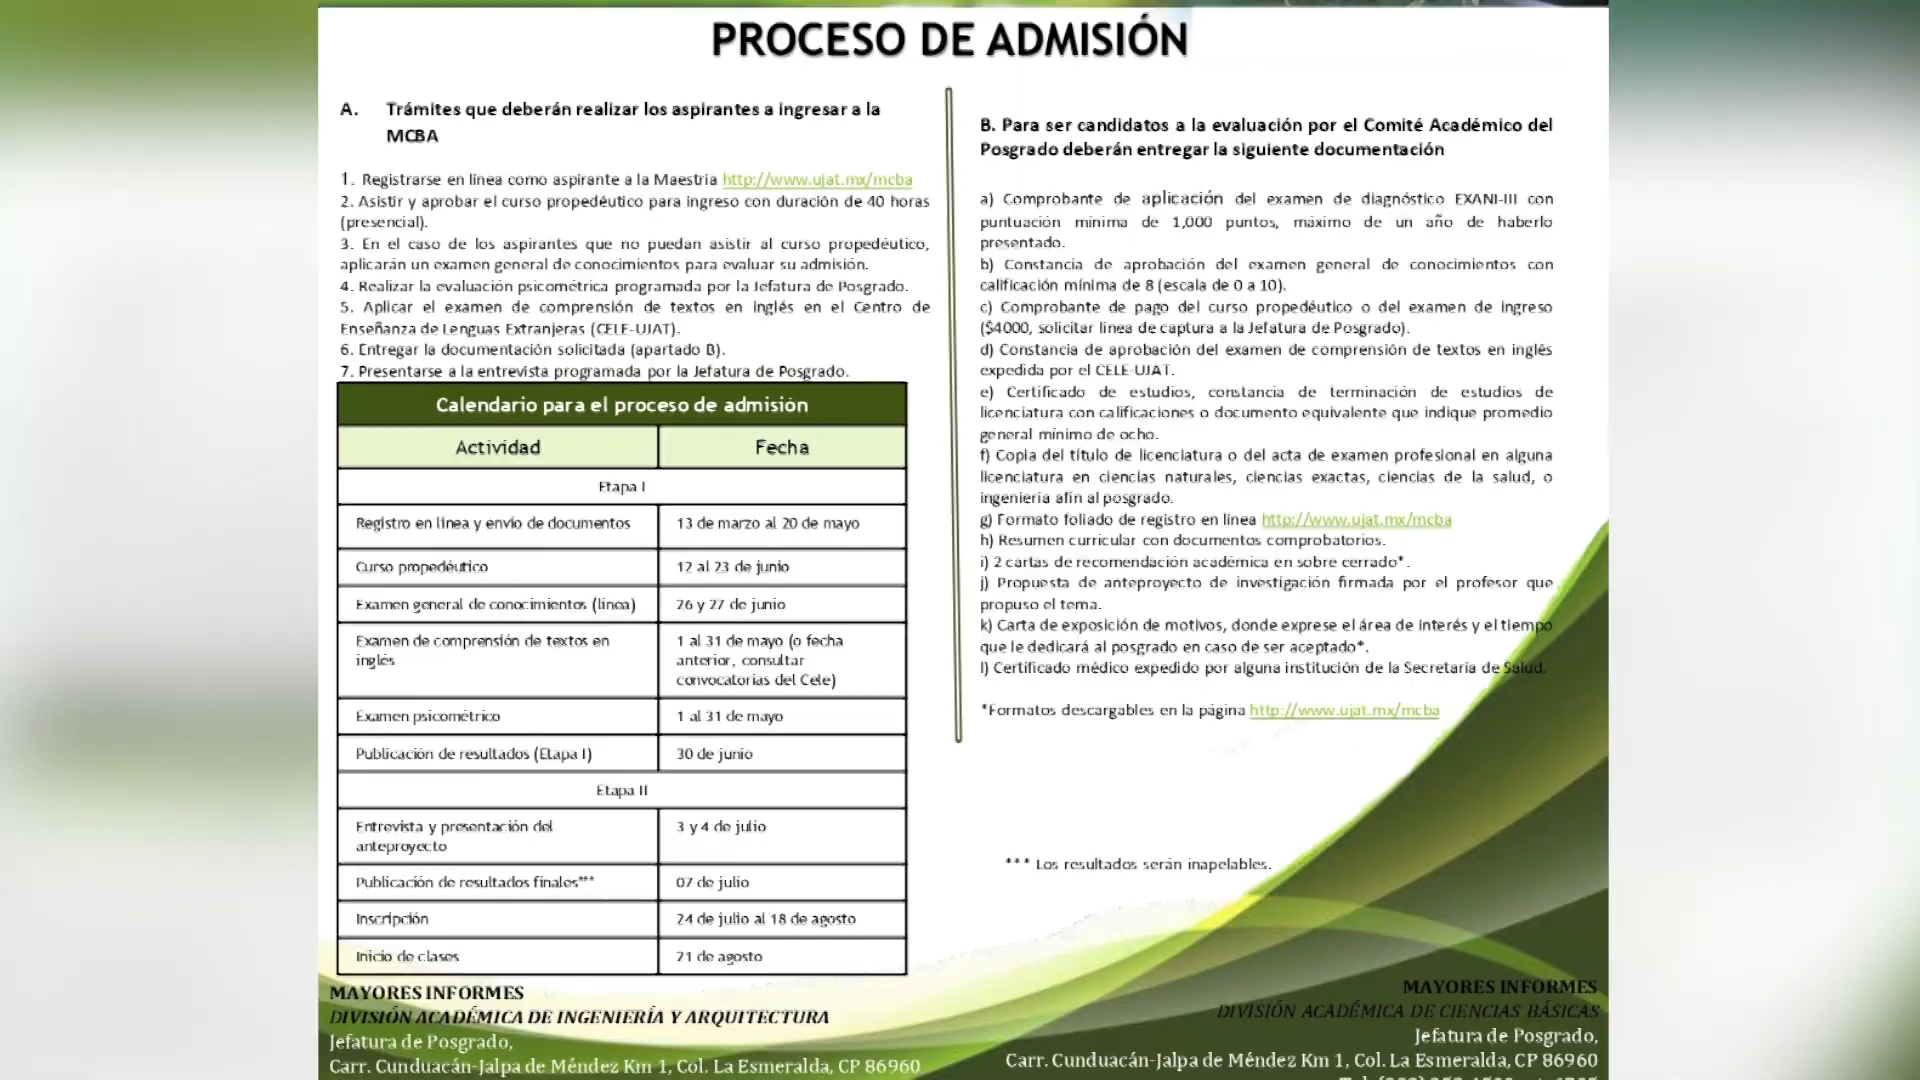 PROCESO DE ADMISIÓN
A. Trámites que deberán realizar los aspirantes a ingresar a la
MCBA
1. Registrarse en línea como aspirante a la Maestría http://www.ujat.mx/mcba
2. Asistir y aprobar el curso propedéutico para ingreso con duración de 40 horas
(presencial).
3. En el caso de los aspirantes que no puedan asistir al curso propedéutico,
aplicarán un examen general de conocimientos para evaluar su admisión.
4. Realizar la evaluación psicométrica programada por la Jefatura de Posgrado.
5. Aplicar el examen de comprensión de textos en inglés en el Centro de
Enseñanza de Lenguas Extranjeras (CELE-UJAT).
6. Entregar la documentación solicitada (apartado B).
7. Presentarse a la entrevista programada por la Jefatura de Posgrado.
Calendario para el proceso de admisión
Actividad Fecha
Etapa I
Registro en línea y envío de documentos 13 de marzo al 20 de mayo
Curso propedéutico 12 al 23 de junio
Examen general de conocimientos (línea) 26 y 27 de junio
Examen de comprensión de textos en
inglés
1 al 31 de mayo (o fecha
anterior, consultar
convocatorias del Cele)
Examen psicométrico 1 al 31 de mayo
Publicación de resultados (Etapa I) 30 de junio
Etapa II
Entrevista y presentación del
anteproyecto
3 y 4 de julio
Publicación de resultados finales*** 07 de julio
Inscripción 24 de julio al 18 de agosto
Inicio de clases 21 de agosto
MAYORES INFORMES
DIVISIÓN ACADÉMICA DE INGENIERÍA Y ARQUITECTURA
Jefatura de Posgrado,
Carr. Cunduacán-Jalpa de Méndez Km 1, Col. La Esmeralda, CP 86960
B. Para ser candidatos a la evaluación por el Comité Académico del
Posgrado deberán entregar la siguiente documentación
a) Comprobante de aplicación del examen de diagnóstico EXANI-III con
puntuación mínima de 1,000 puntos, máximo de un año de haberlo
presentado.
b) Constancia de aprobación del examen general de conocimientos con
calificación mínima de 8 (escala de 0 a 10).
c) Comprobante de pago del curso propedéutico o del examen de ingreso
($4000, solicitar línea de captura a la Jefatura de Posgrado).
d) Constancia de aprobación del examen de comprensión de textos en inglés
expedida por el CELE-UJAT.
e) Certificado de estudios, constancia de terminación de estudios de
licenciatura con calificaciones o documento equivalente que indique promedio
general mínimo de ocho.
f) Copia del título de licenciatura o del acta de examen profesional en alguna
licenciatura en ciencias naturales, ciencias exactas, ciencias de la salud, o
ingeniería afín al posgrado.
g) Formato foliado de registro en línea http://www.ujat.mx/mcba
h) Resumen curricular con documentos comprobatorios.
i) 2 cartas de recomendación académica en sobre cerrado*.
j) Propuesta de anteproyecto de investigación firmada por el profesor que
propuso el tema.
k) Carta de exposición de motivos, donde exprese el área de interés y el tiempo
que le dedicará al posgrado en caso de ser aceptado*.
l) Certificado médico expedido por alguna institución de la Secretaría de Salud.
*Formatos descargables en la página http://www.ujat.mx/mcba
*** Los resultados serán inapelables.
MAYORES INFORMES
DIVISIÓN ACADÉMICA DE CIENCIAS BÁSICAS
Jefatura de Posgrado,
Carr. Cunduacán-Jalpa de Méndez Km 1, Col. La Esmeralda, CP 86960